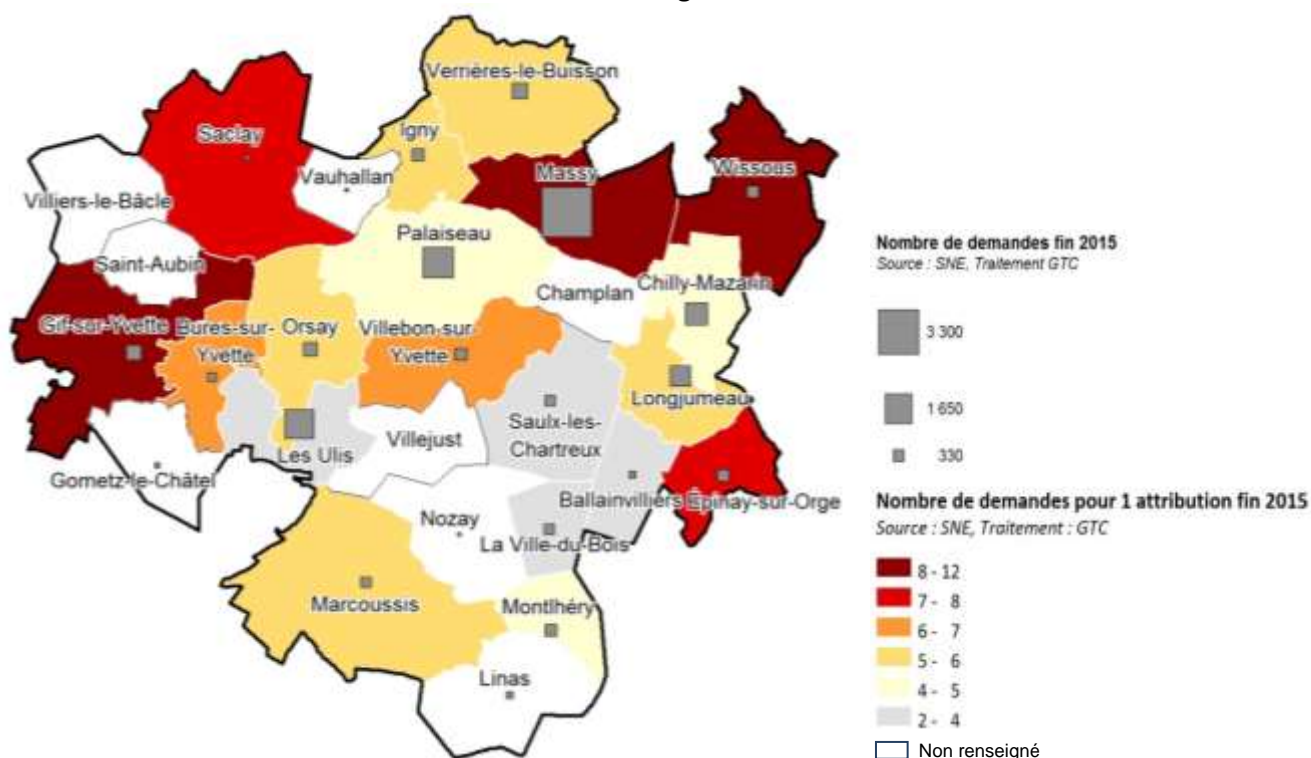 Verrières-le-Buisson
Saclay
Igny
Vauhallan
Massy
Wissous
Villiers-le-Bâcle
Palaiseau
Saint-Aubin
Champlan
Chilly-Mazarin
Gif-sur-Yvette
Bures-sur-
Yvette
Orsay
Villebon-sur-
Yvette
Longjumeau
Saulx-les-
Chartreux
Villejust
Les Ulis
Gometz-le-Châtel
Ballainvilliers
Épinay-sur-Orge
Nozay
La Ville-du-Bois
Marcoussis
Montlhéry
Linas
Nombre de demandes fin 2015
Source : SNE, Traitement GTC
3 300
1 650
330
Nombre de demandes pour 1 attribution fin 2015
Source : SNE, Traitement : GTC
8 - 12
7 - 8
6 - 7
5 - 6
4 - 5
2 - 4
Non renseigné